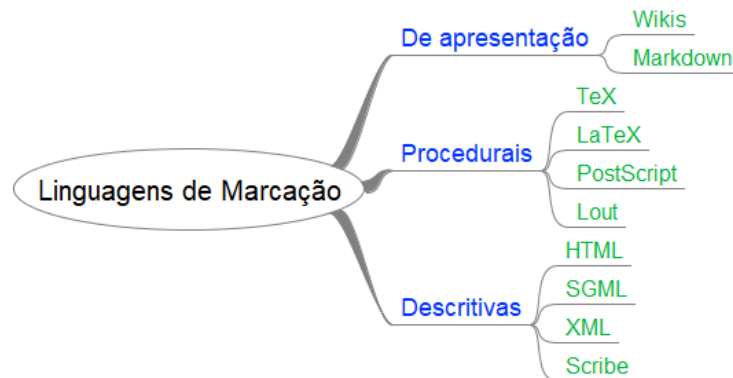 Linguagens de Marcação
De apresentação
Wikis
Markdown
Procedurais
TeX
LaTeX
PostScript
Lout
Descritivas
HTML
SGML
XML
Scribe